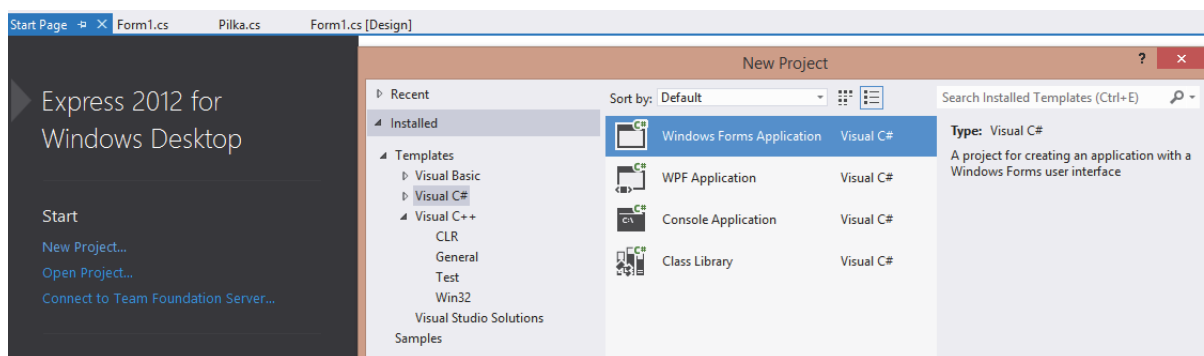 Start Page
Form1.cs
Pilka.cs
Form1.cs [Design]
Express 2012 for
Windows Desktop
Start
New Project...
Open Project...
Connect to Team Foundation Server...
New Project
?
Recent
Installed
Templates
Visual Basic
Visual C#
Visual C++
CLR
General
Test
Win32
Visual Studio Solutions
Samples
Sort by: Default
C# Windows Forms Application Visual C#
C# WPF Application Visual C#
C# Console Application Visual C#
C# Class Library Visual C#
Search Installed Templates (Ctrl+E)
Type: Visual C#
A project for creating an application with a
Windows Forms user interface